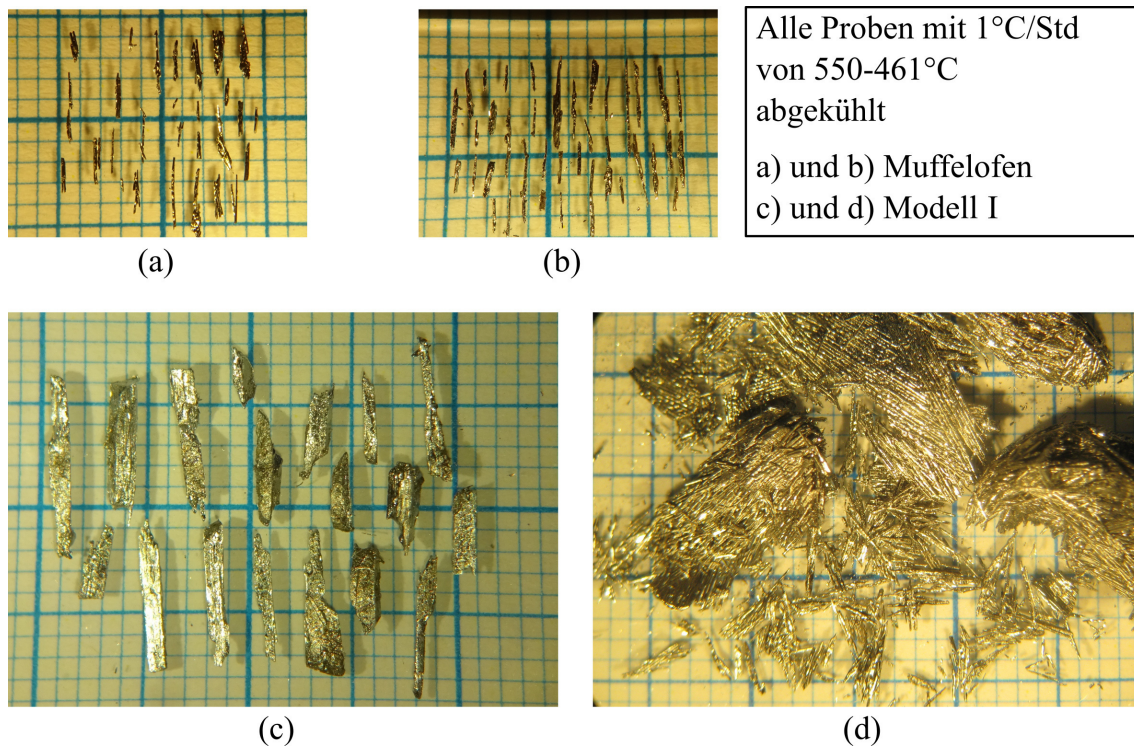 Alle Proben mit 1°C/Std
von 550-461°C
abgekühlt
a) und b) Muffelofen
c) und d) Modell I
(a)
(b)
(c)
(d)